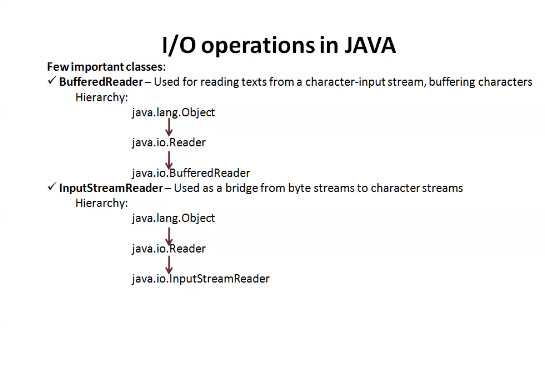 I/O operations in JAVA
Few important classes:
✓ BufferedReader – Used for reading texts from a character-input stream, buffering characters
Hierarchy:
java.lang.Object
java.io.Reader
java.io.BufferedReader
✓ InputStreamReader – Used as a bridge from byte streams to character streams
Hierarchy:
java.lang.Object
java.io.Reader
java.io.InputStreamReader